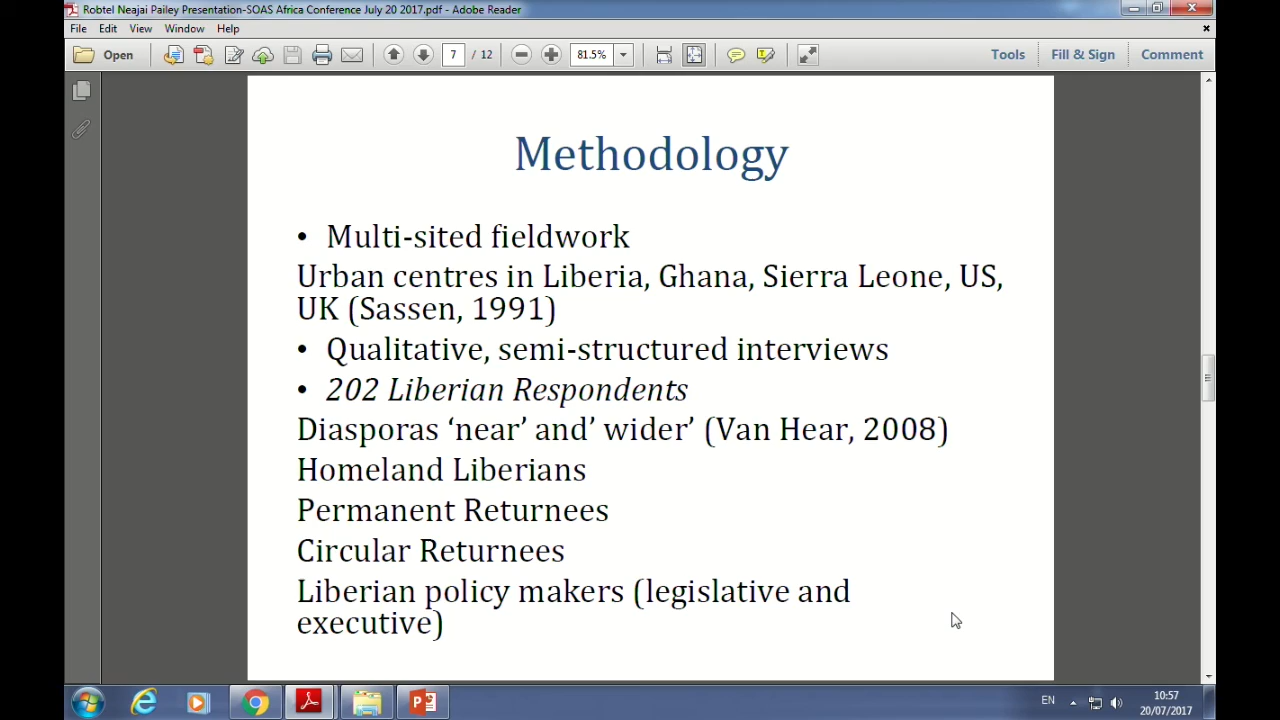 Robtel Neajai Pailey Presentation-SOAS Africa Conference July 20 2017.pdf - Adobe Reader
File Edit View Window Help
Open 7 / 12 81.5% Tools Fill & Sign Comment
Methodology
• Multi-sited fieldwork
Urban centres in Liberia, Ghana, Sierra Leone, US,
UK (Sassen, 1991)
• Qualitative, semi-structured interviews
• 202 Liberian Respondents
Diasporas ‘near’ and’ wider’ (Van Hear, 2008)
Homeland Liberians
Permanent Returnees
Circular Returnees
Liberian policy makers (legislative and
executive)
EN 10:57
20/07/2017